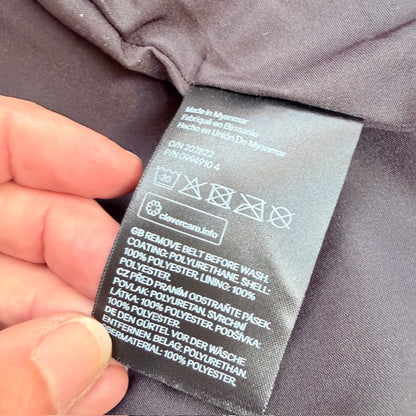 Made in Myanmar
Fabriqué en Birmanie
Hecho en Unión De Myanmar
O/N 202822
P/N 0994910 4
30
clevercare.info
GB REMOVE BELT BEFORE WASH.
COATING: POLYURETHANE. SHELL:
100% POLYESTER. LINING: 100%
POLYESTER.
CZ PŘED PRANÍM ODSTRAŇTE PÁSEK.
POVLAK: POLYURETAN. SVRCHNÍ
LÁTKA: 100% POLYESTER. PODŠÍVKA:
100% POLYESTER.
DE DEN GÜRTEL VOR DER WÄSCHE
ENTFERNEN. BELAG: POLYURETHAN.
OBERMATERIAL: 100% POLYESTER.